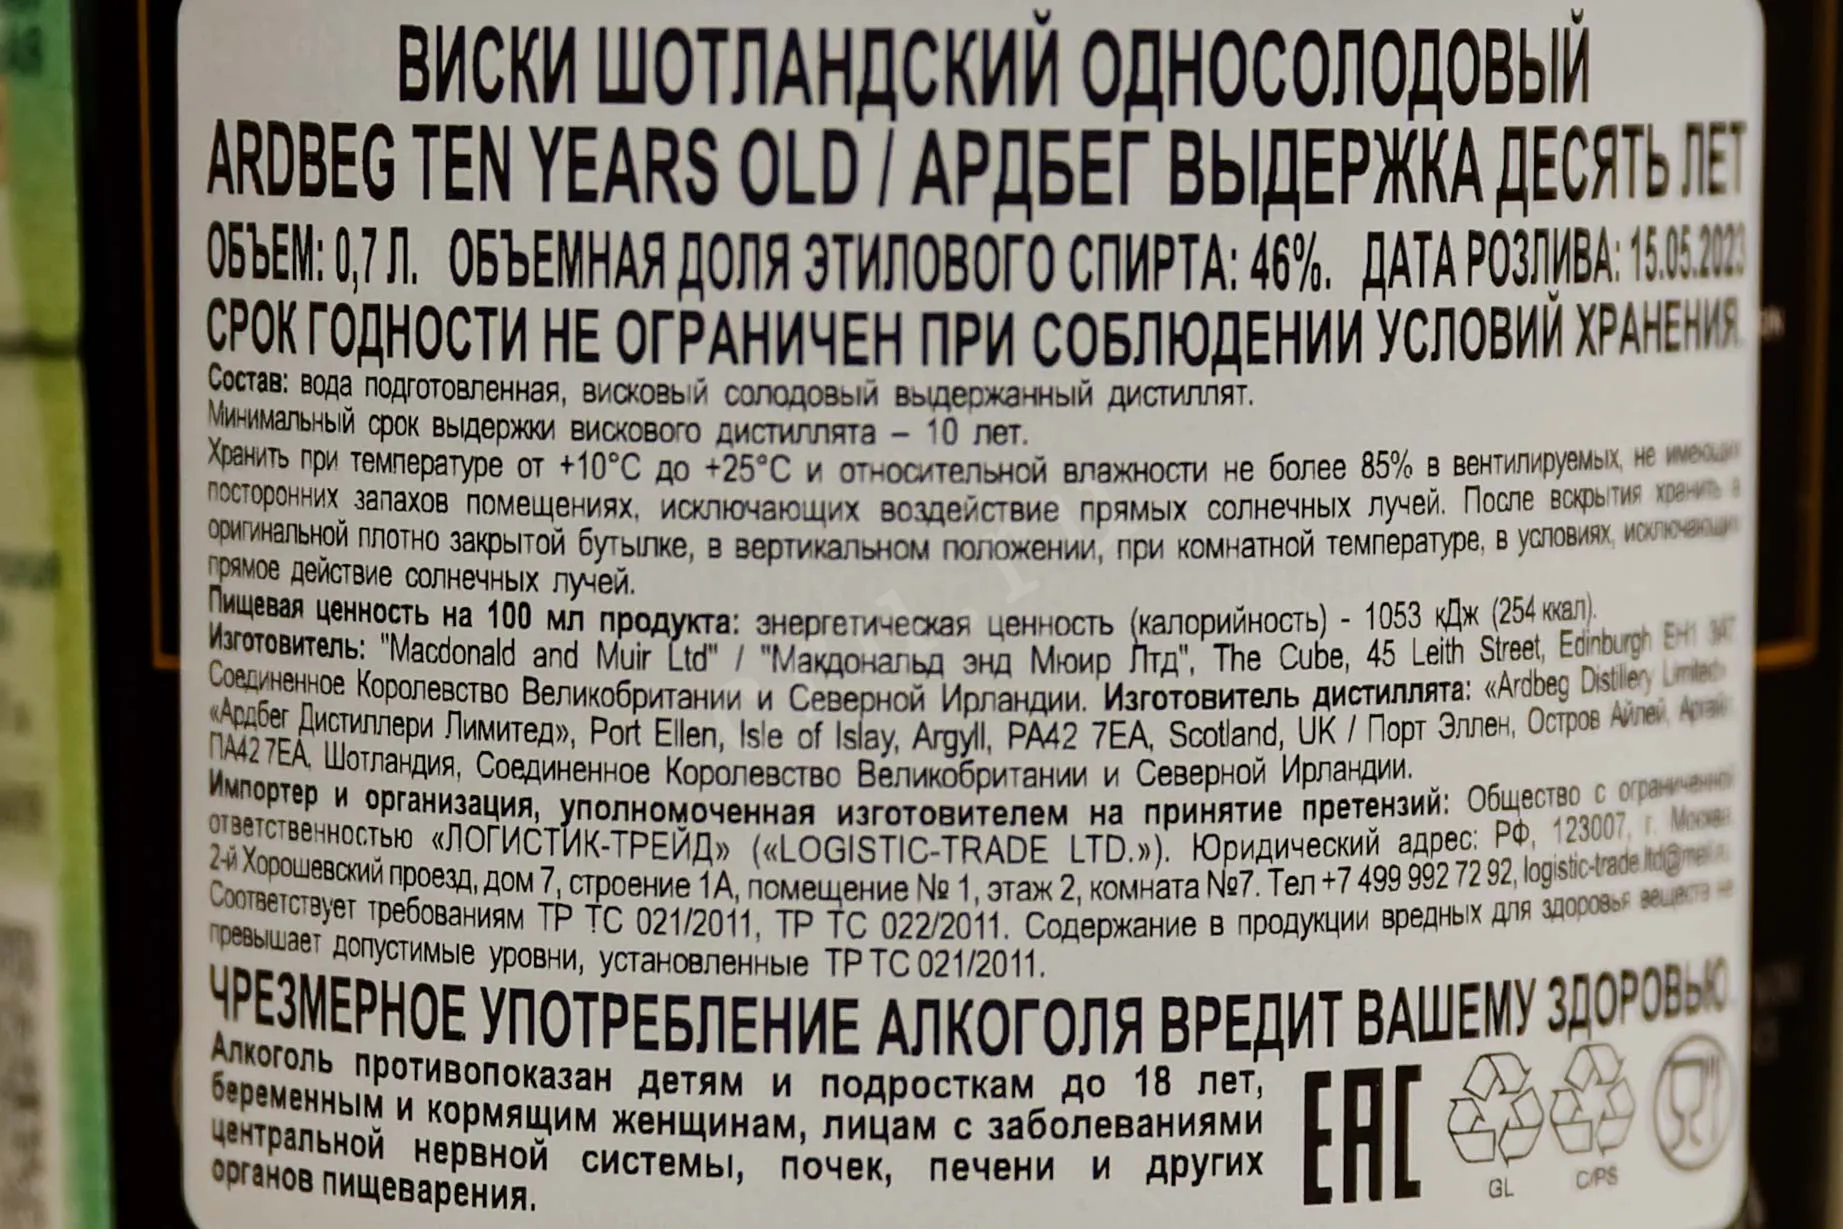 ВИСКИ ШОТЛАНДСКИЙ ОДНОСОЛОДОВЫЙ
ARDBEG TEN YEARS OLD / АРДБЕГ ВЫДЕРЖКА ДЕСЯТЬ ЛЕТ
ОБЪЕМ: 0,7 Л. ОБЪЕМНАЯ ДОЛЯ ЭТИЛОВОГО СПИРТА: 46%. ДАТА РОЗЛИВА: 15.05.2023
СРОК ГОДНОСТИ НЕ ОГРАНИЧЕН ПРИ СОБЛЮДЕНИИ УСЛОВИЙ ХРАНЕНИЯ.
Состав: вода подготовленная, висковый солодовый выдержанный дистиллят.
Минимальный срок выдержки вискового дистиллята – 10 лет.
Хранить при температуре от +10°C до +25°C и относительной влажности не более 85% в вентилируемых, не имеющих
посторонних запахов помещениях, исключающих воздействие прямых солнечных лучей. После вскрытия хранить в
оригинальной плотно закрытой бутылке, в вертикальном положении, при комнатной температуре, в условиях, исключающих
прямое действие солнечных лучей.
Пищевая ценность на 100 мл продукта: энергетическая ценность (калорийность) - 1053 кДж (254 ккал).
Изготовитель: "Macdonald and Muir Ltd" / "Макдональд энд Мюир Лтд", The Cube, 45 Leith Street, Edinburgh EH1
Соединенное Королевство Великобритании и Северной Ирландии. Изготовитель дистиллята: «Ardbeg Distillery Limited»
«Ардбег Дистиллери Лимитед», Port Ellen, Isle of Islay, Argyll, PA42 7EA, Scotland, UK / Порт Эллен, Остров Айлей,
ПА42 7ЕА, Шотландия, Соединенное Королевство Великобритании и Северной Ирландии.
Импортер и организация, уполномоченная изготовителем на принятие претензий: Общество с ограниченной
ответственностью «ЛОГИСТИК-ТРЕЙД» («LOGISTIC-TRADE LTD.»). Юридический адрес: РФ, 123007, г. Москва,
2-й Хорошевский проезд, дом 7, строение 1А, помещение № 1, этаж 2, комната №7. Тел +7 499 992 72 92,
Соответствует требованиям ТР ТС 021/2011, ТР ТС 022/2011. Содержание в продукции вредных для здоровья веществ не
превышает допустимые уровни, установленные ТР ТС 021/2011.
ЧРЕЗМЕРНОЕ УПОТРЕБЛЕНИЕ АЛКОГОЛЯ ВРЕДИТ ВАШЕМУ ЗДОРОВЬЮ
Алкоголь противопоказан детям и подросткам до 18 лет,
беременным и кормящим женщинам, лицам с заболеваниями
центральной нервной системы, почек, печени и других
органов пищеварения.
EAC
GL
C/PS